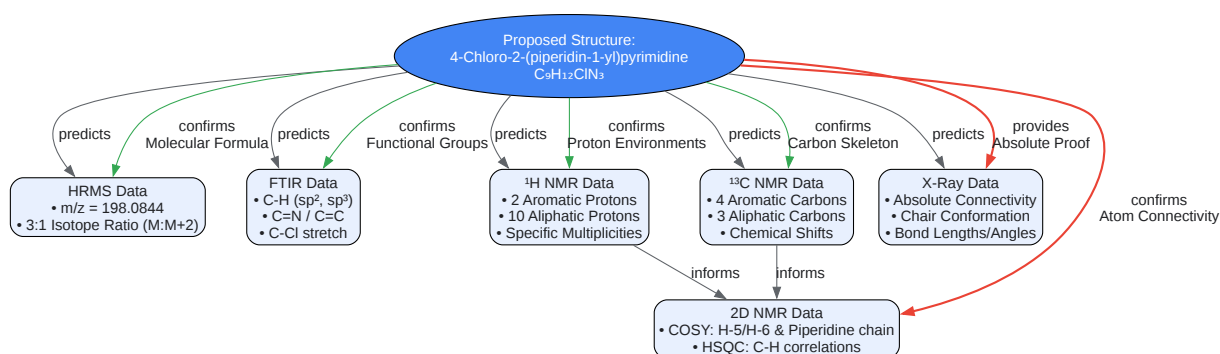 Proposed Structure:
4-Chloro-2-(piperidin-1-yl)pyrimidine
C₉H₁₂ClN₃
predicts
confirms
Molecular Formula
predicts
confirms
Functional Groups
predicts
confirms
Proton Environments
predicts
confirms
Carbon Skeleton
predicts
provides
Absolute Proof
HRMS Data
• m/z = 198.0844
• 3:1 Isotope Ratio (M:M+2)
FTIR Data
• C-H (sp², sp³)
• C=N / C=C
• C-Cl stretch
¹H NMR Data
• 2 Aromatic Protons
• 10 Aliphatic Protons
• Specific Multiplicities
¹³C NMR Data
• 4 Aromatic Carbons
• 3 Aliphatic Carbons
• Chemical Shifts
X-Ray Data
• Absolute Connectivity
• Chair Conformation
• Bond Lengths/Angles
confirms
Atom Connectivity
informs
informs
2D NMR Data
• COSY: H-5/H-6 & Piperidine chain
• HSQC: C-H correlations